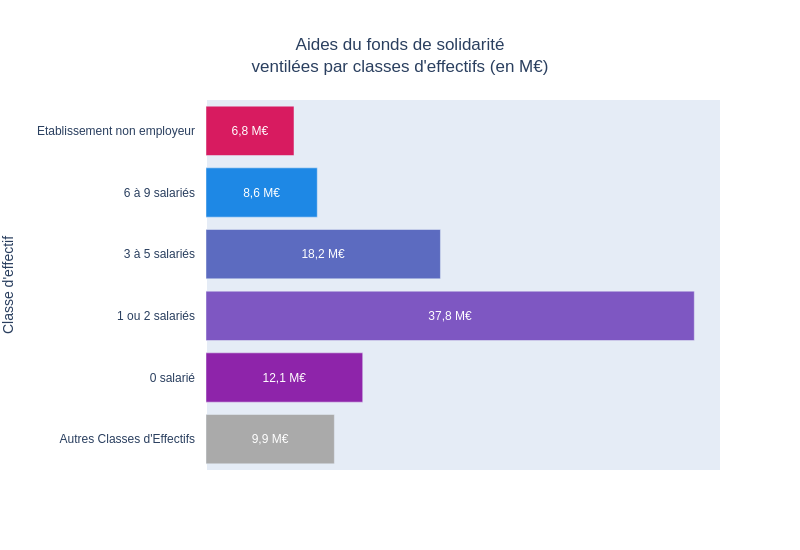 Aides du fonds de solidarité
ventilées par classes d'effectifs (en M€)
Classe d'effectif
Etablissement non employeur
6,8 M€
6 à 9 salariés
8,6 M€
3 à 5 salariés
18,2 M€
1 ou 2 salariés
37,8 M€
0 salarié
12,1 M€
Autres Classes d'Effectifs
9,9 M€